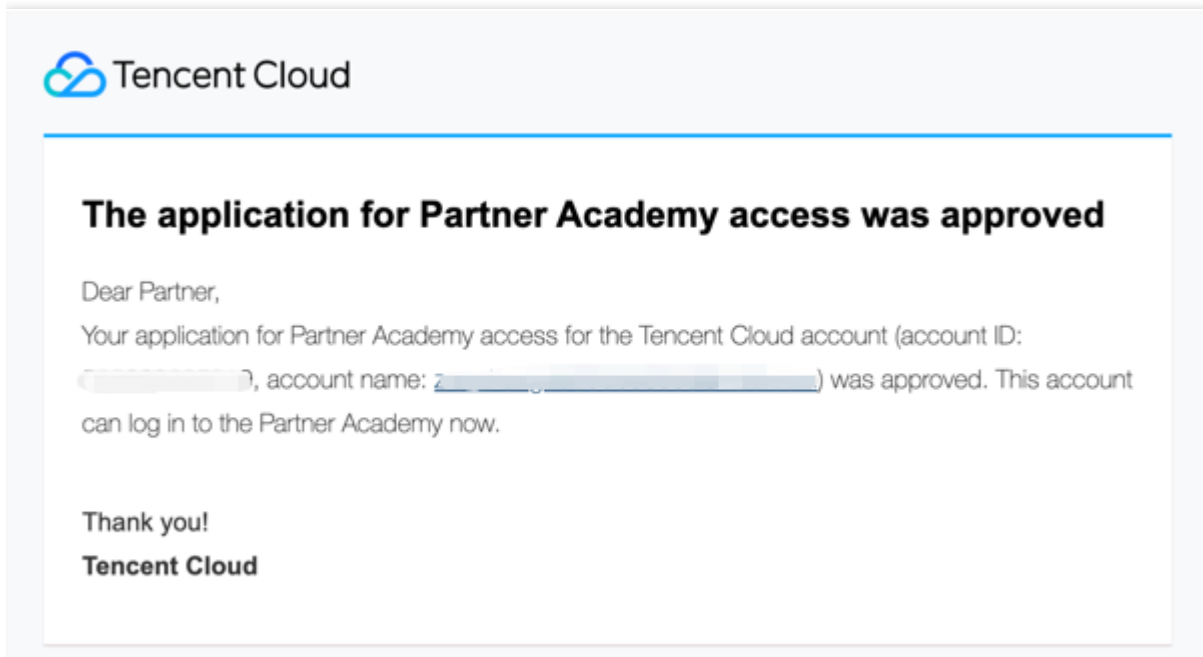 Tencent Cloud
The application for Partner Academy access was approved
Dear Partner,
Your application for Partner Academy access for the Tencent Cloud account (account ID:
, account name: ) was approved. This account
can log in to the Partner Academy now.
Thank you!
Tencent Cloud